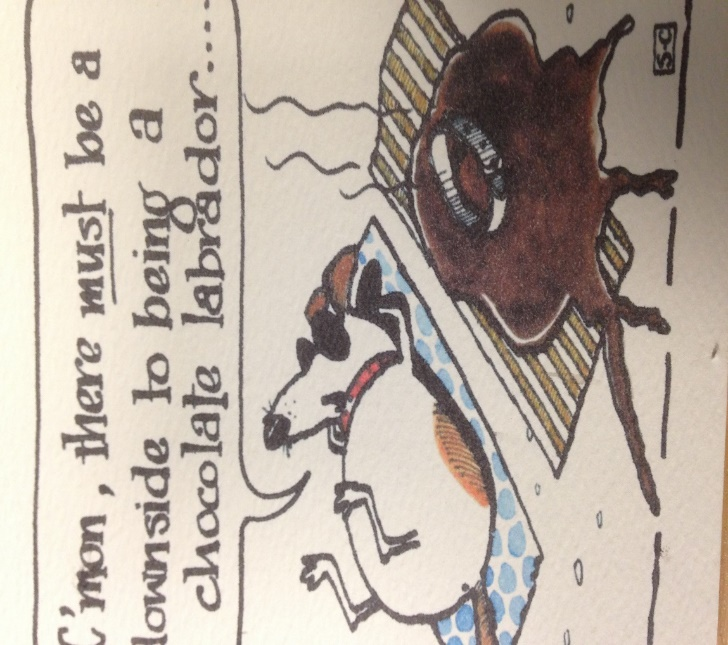 C'mon, there must be a
downside to being a
chocolate labrador....
S-C